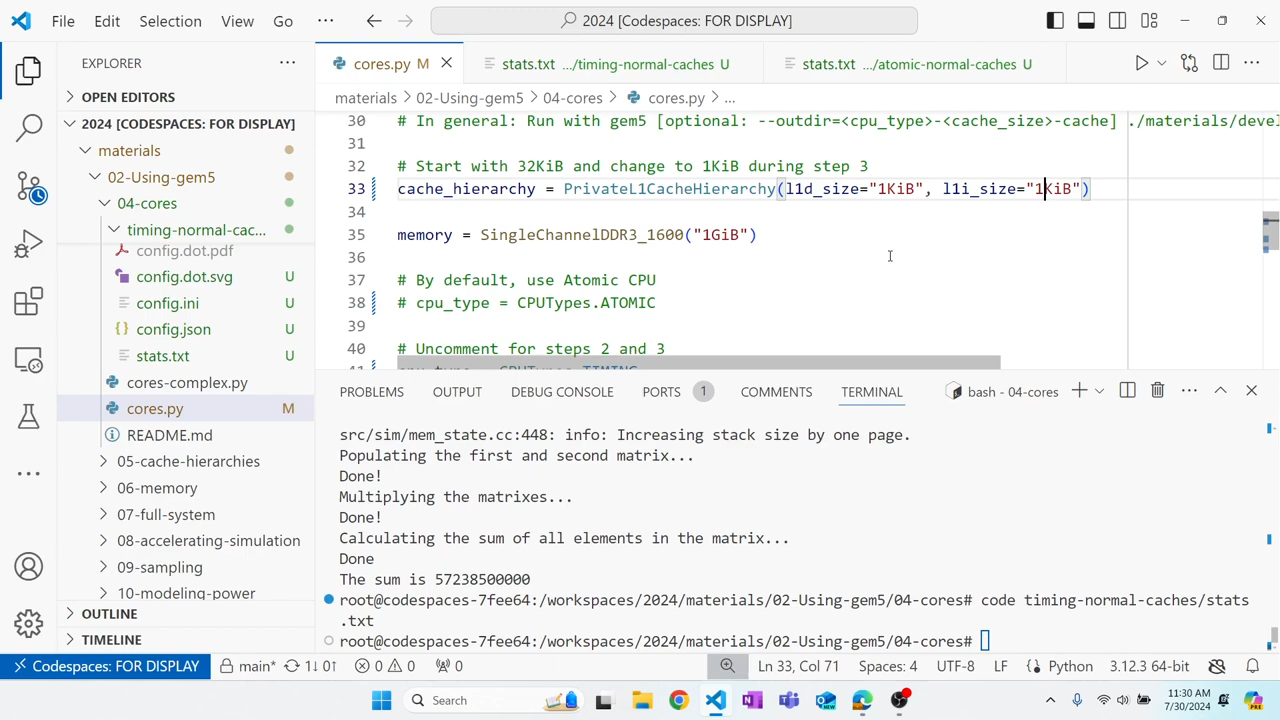 File Edit Selection View Go ··· 2024 [Codespaces: FOR DISPLAY]
EXPLORER
OPEN EDITORS
2024 [CODESPACES: FOR DISPLAY]
materials
02-Using-gem5
04-cores
timing-normal-cac...
config.dot.pdf
config.dot.svg U
config.ini U
config.json U
stats.txt U
cores-complex.py
cores.py M
README.md
05-cache-hierarchies
06-memory
07-full-system
08-accelerating-simulation
09-sampling
10-modeling-power
OUTLINE
TIMELINE
cores.py M stats.txt .../timing-normal-caches U stats.txt .../atomic-normal-caches U
materials > 02-Using-gem5 > 04-cores > cores.py > ...
30 # In general: Run with gem5 [optional: --outdir=<cpu_type>-<cache_size>-cache] ./materials/devel
31
32 # Start with 32KiB and change to 1KiB during step 3
33 cache_hierarchy = PrivateL1CacheHierarchy(l1d_size="1KiB", l1i_size="1KiB")
34
35 memory = SingleChannelDDR3_1600("1GiB")
36
37 # By default, use Atomic CPU
38 # cpu_type = CPUTypes.ATOMIC
39
40 # Uncomment for steps 2 and 3
PROBLEMS OUTPUT DEBUG CONSOLE PORTS 1 COMMENTS TERMINAL bash - 04-cores
src/sim/mem_state.cc:448: info: Increasing stack size by one page.
Populating the first and second matrix...
Done!
Multiplying the matrixes...
Done!
Calculating the sum of all elements in the matrix...
Done
The sum is 57238500000
root@codespaces-7fee64:/workspaces/2024/materials/02-Using-gem5/04-cores# code timing-normal-caches/stats
.txt
root@codespaces-7fee64:/workspaces/2024/materials/02-Using-gem5/04-cores#
Codespaces: FOR DISPLAY main* 1↓ 0↑ 0 0 0 Ln 33, Col 71 Spaces: 4 UTF-8 LF Python 3.12.3 64-bit
Search
11:30 AM
7/30/2024